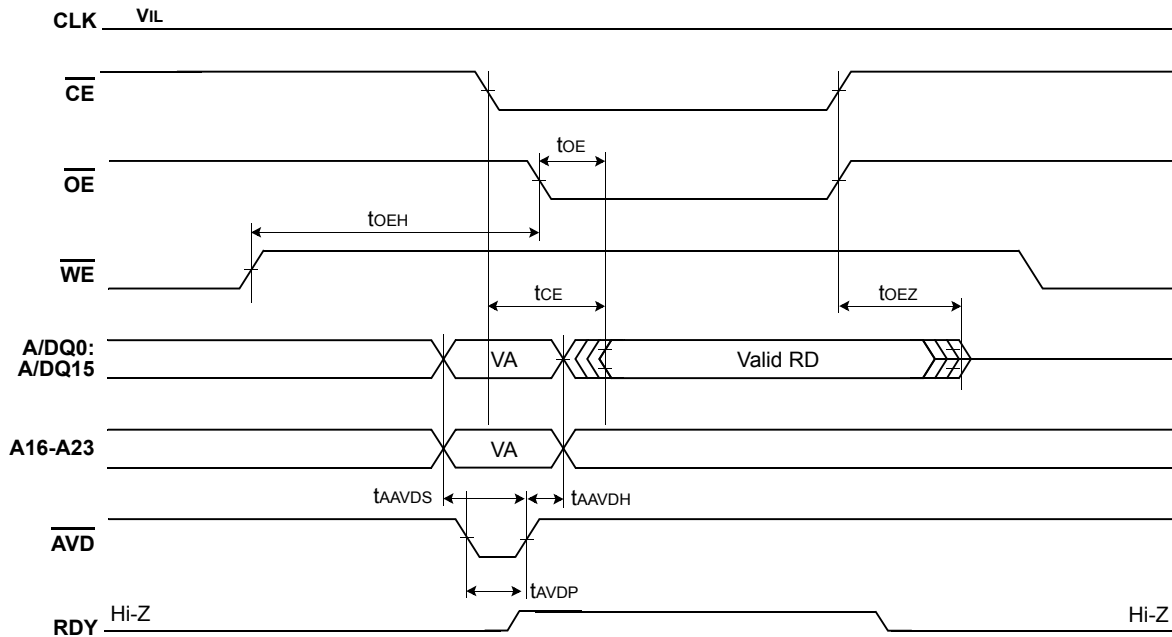 CLK VIL
CE
OE tOE
tOEH
WE
tCE tOEZ
A/DQ0:
A/DQ15 VA Valid RD
A16-A23 VA
tAAVDS tAAVDH
AVD
tAVDP
RDY Hi-Z Hi-Z